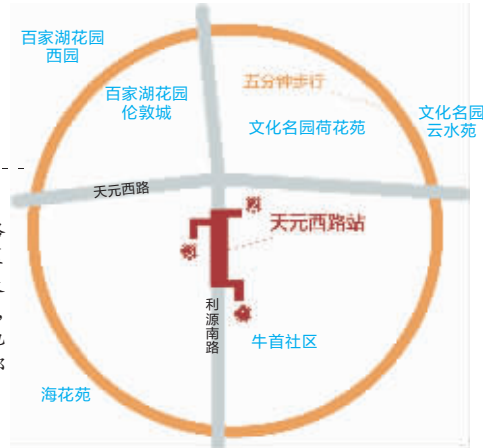 百家湖花园
西园
百家湖花园
伦敦城
五分钟步行
文化名园荷花苑
文化名园
云水苑
天元西路
天元西路站
利源南路
牛首社区
海花苑